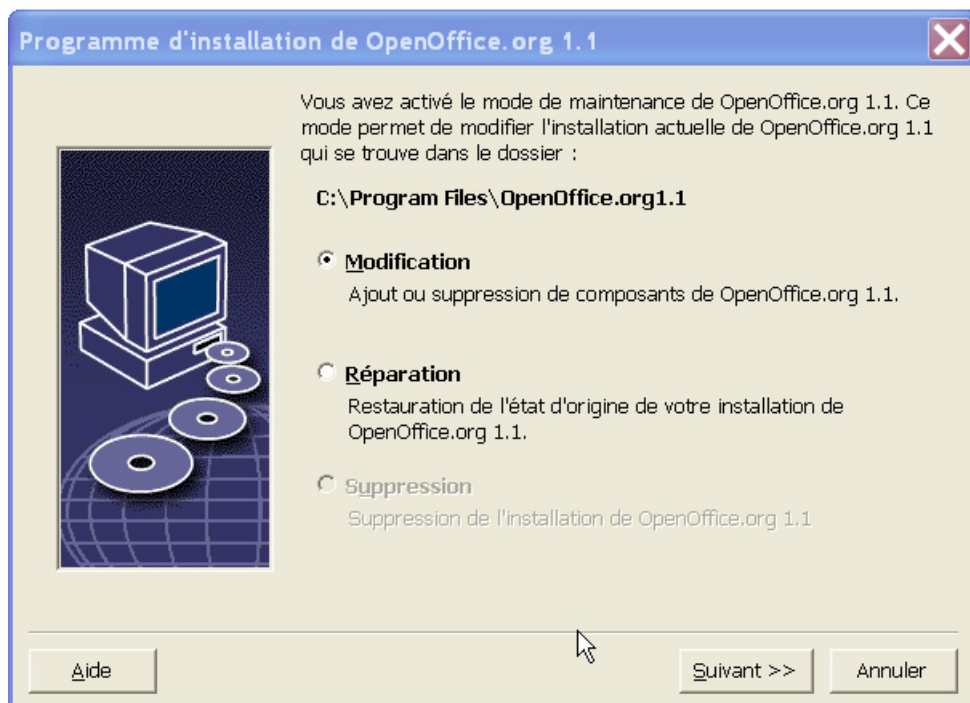 Programme d'installation de OpenOffice.org 1.1
Vous avez activé le mode de maintenance de OpenOffice.org 1.1. Ce
mode permet de modifier l'installation actuelle de OpenOffice.org 1.1
qui se trouve dans le dossier :
C:\Program Files\OpenOffice.org1.1
Modification
Ajout ou suppression de composants de OpenOffice.org 1.1.
Réparation
Restauration de l'état d'origine de votre installation de
OpenOffice.org 1.1.
Suppression
Suppression de l'installation de OpenOffice.org 1.1
Aide
Suivant >>
Annuler